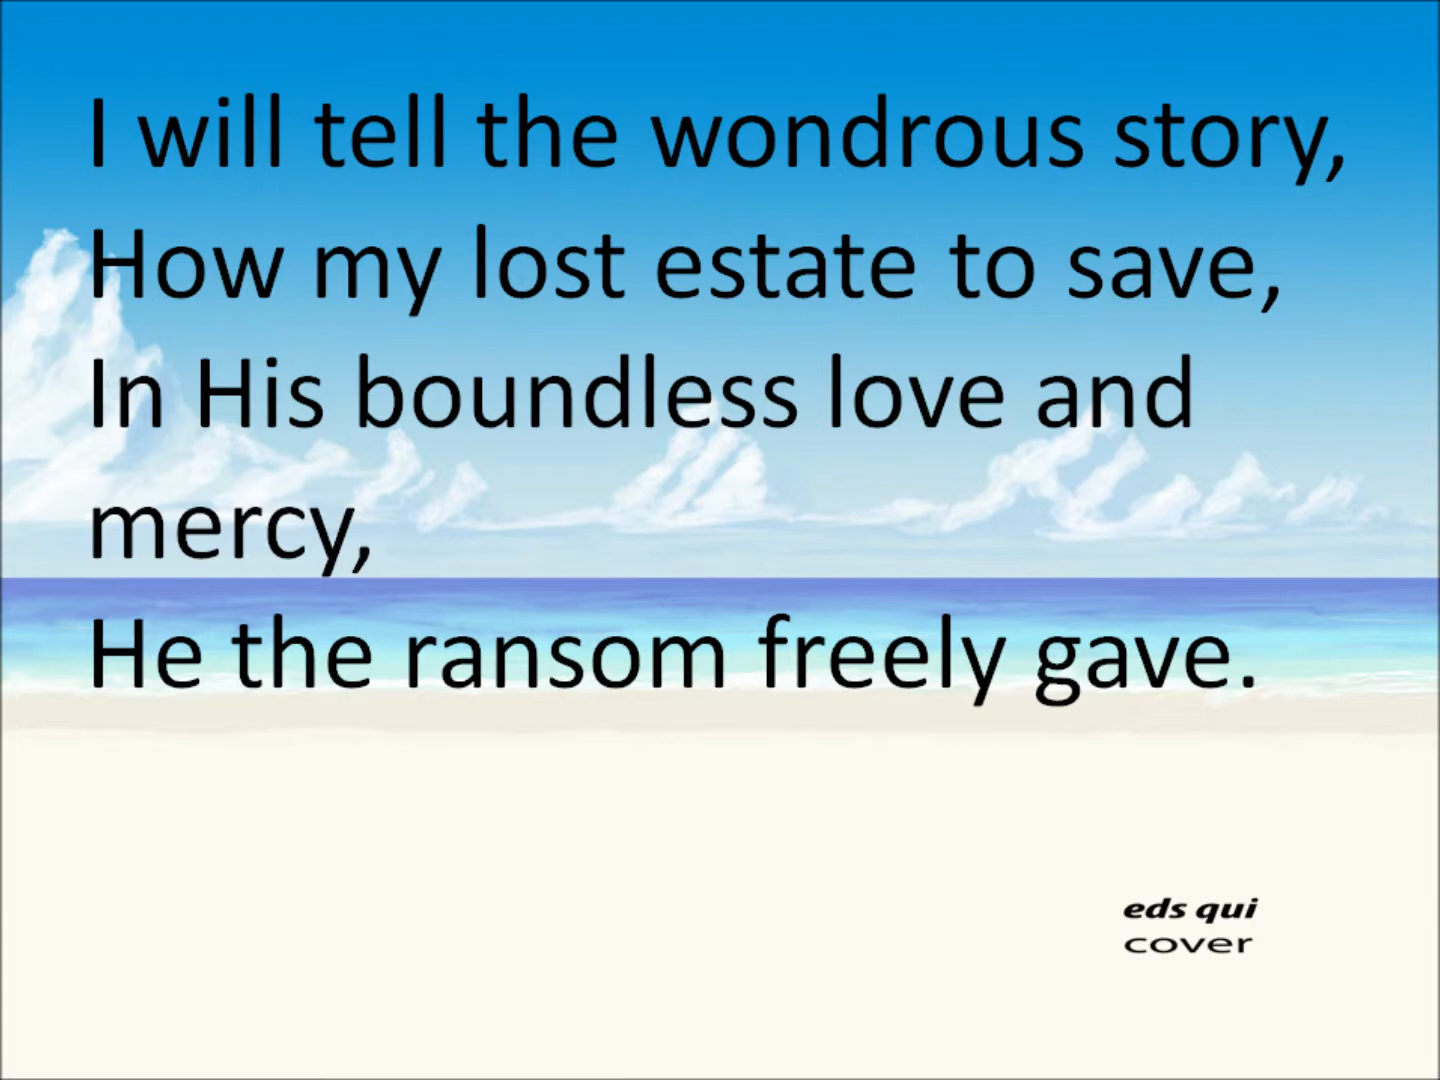 I will tell the wondrous story,
How my lost estate to save,
In His boundless love and
mercy,
He the ransom freely gave.
eds qui
cover